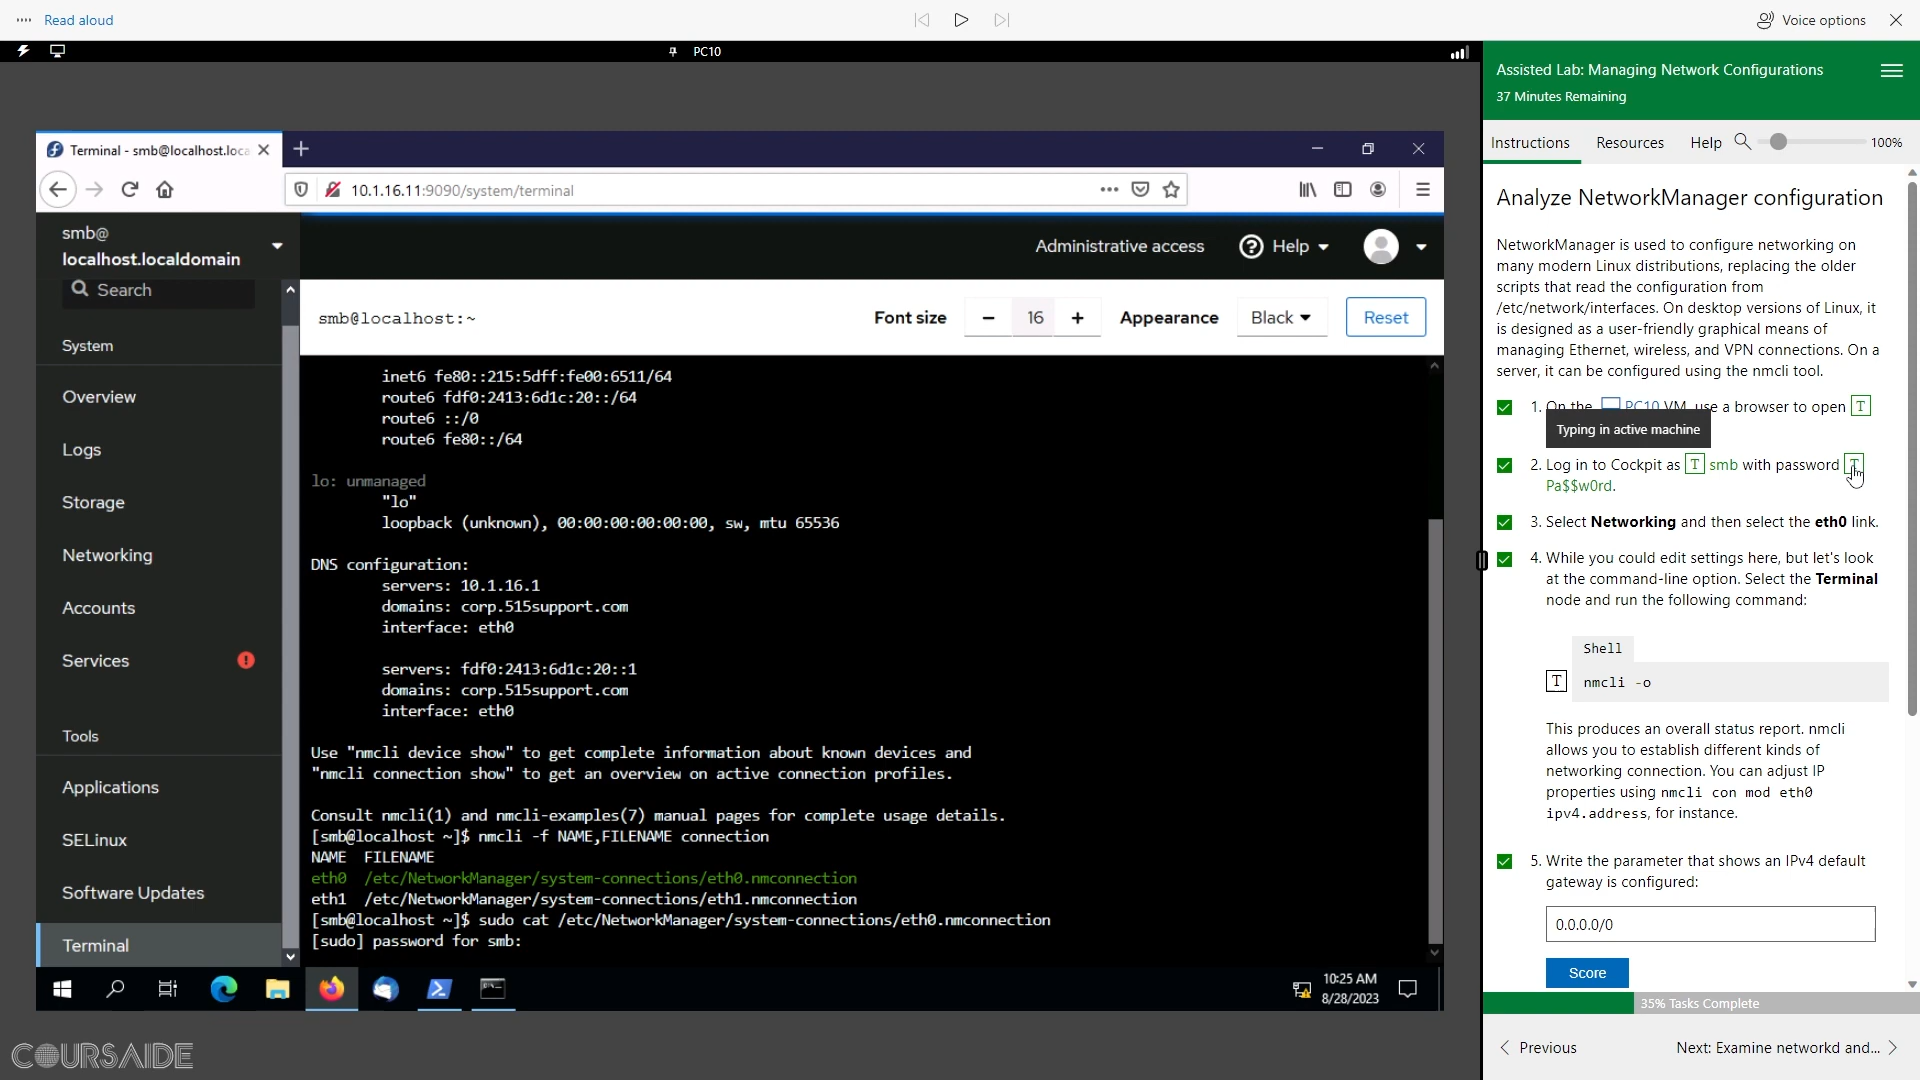 Read aloud
Voice options
PC10
Terminal - smb@localhost.loca
10.1.16.11:9090/system/terminal
smb@
localhost.localdomain
Administrative access
Help
Search
smb@localhost:~
Font size
16
Appearance
Black
Reset
System
Overview
Logs
Storage
Networking
Accounts
Services
Tools
Applications
SELinux
Software Updates
Terminal
inet6 fe80::215:5dff:fe00:6511/64
route6 fdf0:2413:6d1c:20::/64
route6 ::/0
route6 fe80::/64
lo: unmanaged
"lo"
loopback (unknown), 00:00:00:00:00:00, sw, mtu 65536
DNS configuration:
servers: 10.1.16.1
domains: corp.515support.com
interface: eth0
servers: fdf0:2413:6d1c:20::1
domains: corp.515support.com
interface: eth0
Use "nmcli device show" to get complete information about known devices and
"nmcli connection show" to get an overview on active connection profiles.
Consult nmcli(1) and nmcli-examples(7) manual pages for complete usage details.
[smb@localhost ~]$ nmcli -f NAME,FILENAME connection
NAME FILENAME
eth0 /etc/NetworkManager/system-connections/eth0.nmconnection
eth1 /etc/NetworkManager/system-connections/eth1.nmconnection
[smb@localhost ~]$ sudo cat /etc/NetworkManager/system-connections/eth0.nmconnection
[sudo] password for smb:
10:25 AM
8/28/2023
COURSAIDE
Assisted Lab: Managing Network Configurations
37 Minutes Remaining
Instructions
Resources
Help
100%
Analyze NetworkManager configuration
NetworkManager is used to configure networking on
many modern Linux distributions, replacing the older
scripts that read the configuration from
/etc/network/interfaces. On desktop versions of Linux, it
is designed as a user-friendly graphical means of
managing Ethernet, wireless, and VPN connections. On a
server, it can be configured using the nmcli tool.
1. On the PC10 VM, use a browser to open T
Typing in active machine
2. Log in to Cockpit as T smb with password T
Pa$$w0rd.
3. Select Networking and then select the eth0 link.
4. While you could edit settings here, but let's look
at the command-line option. Select the Terminal
node and run the following command:
Shell
T nmcli -o
This produces an overall status report. nmcli
allows you to establish different kinds of
networking connection. You can adjust IP
properties using nmcli con mod eth0
ipv4.address, for instance.
5. Write the parameter that shows an IPv4 default
gateway is configured:
0.0.0.0/0
Score
35% Tasks Complete
Previous
Next: Examine networkd and...